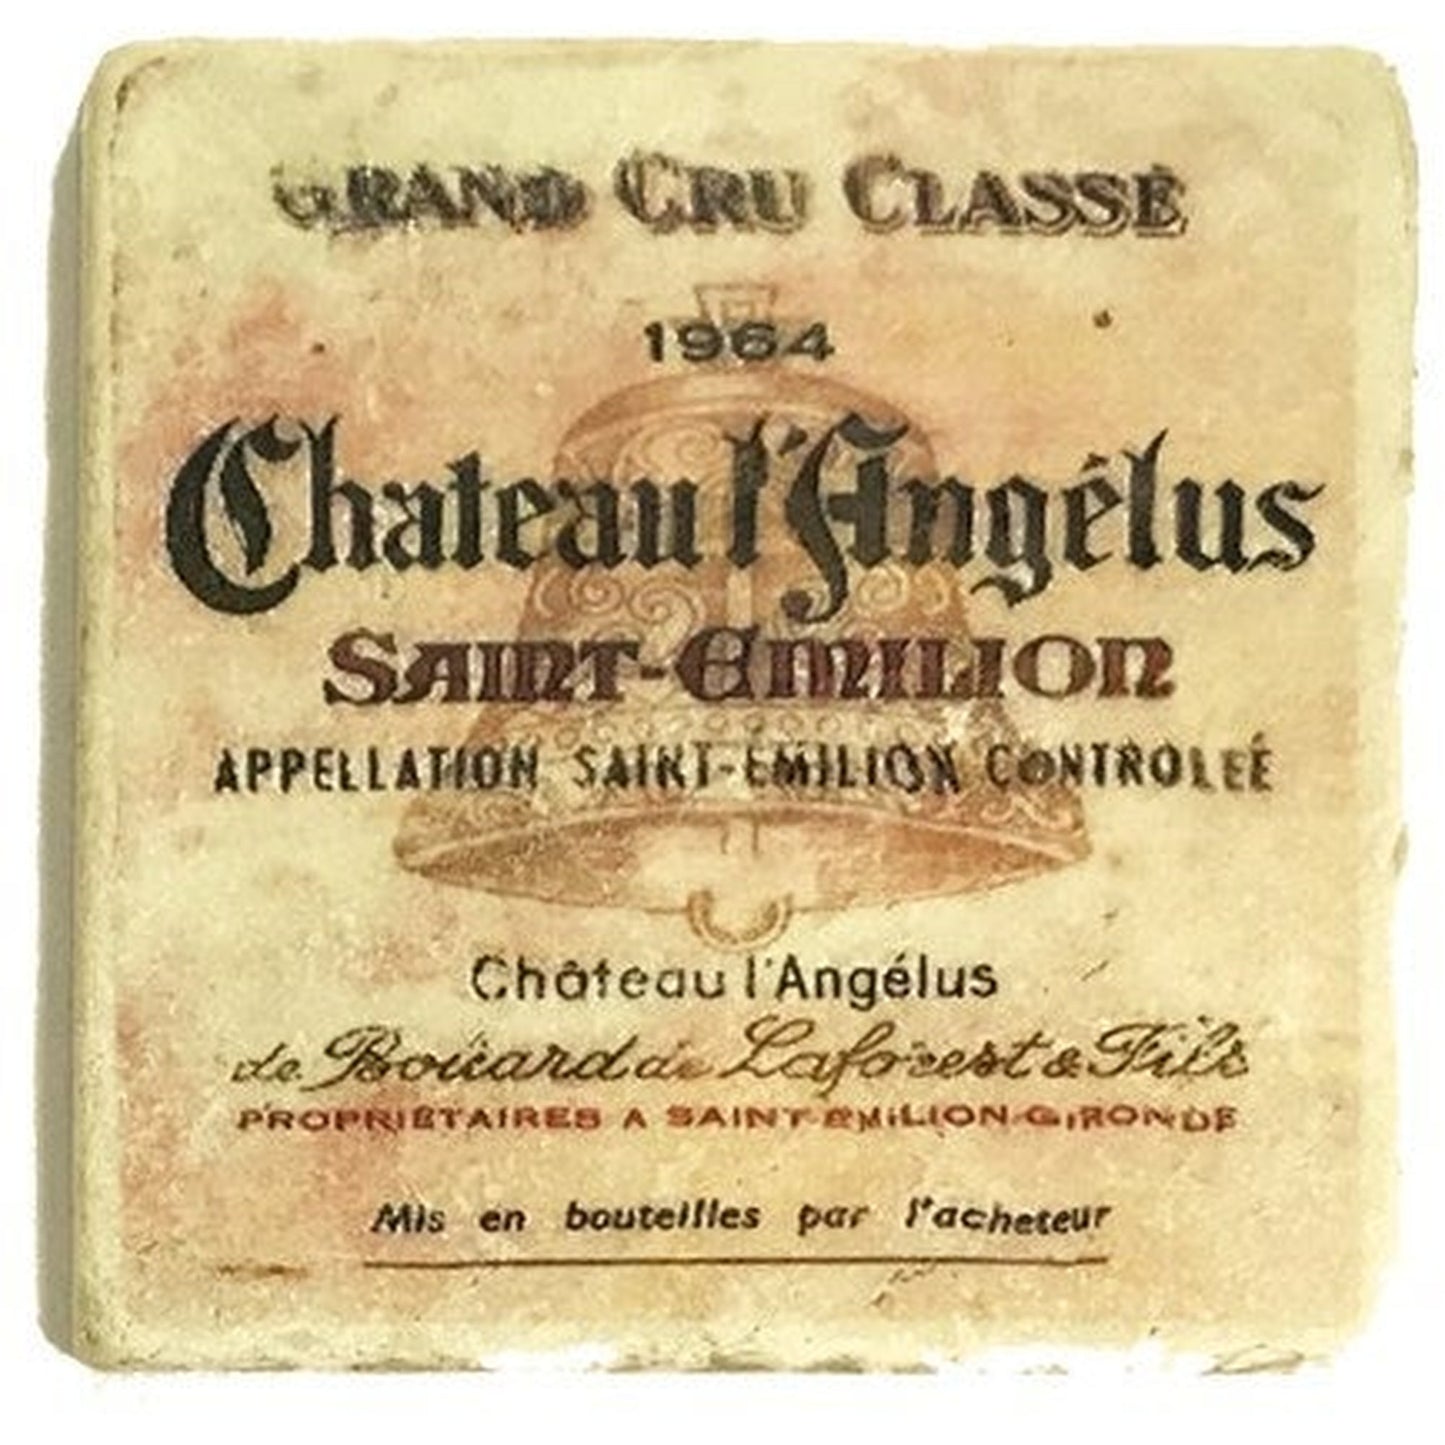 GRAND CRU CLASSÉ
1964
Chateau l'Angélus
SAINT-EMILION
APPELLATION SAINT-EMILION CONTROLEÉ
Château l'Angélus
de Boüard de Laforest & Fils
PROPRIÉTAIRES A SAINT-EMILION-GIRONDE
Mis en bouteilles par l'acheteur